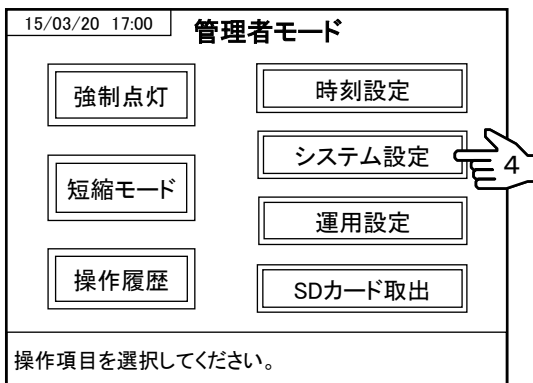 15/03/20 17:00
管理者モード
強制点灯
時刻設定
システム設定
4
短縮モード
運用設定
操作履歴
SDカード取出
操作項目を選択してください。